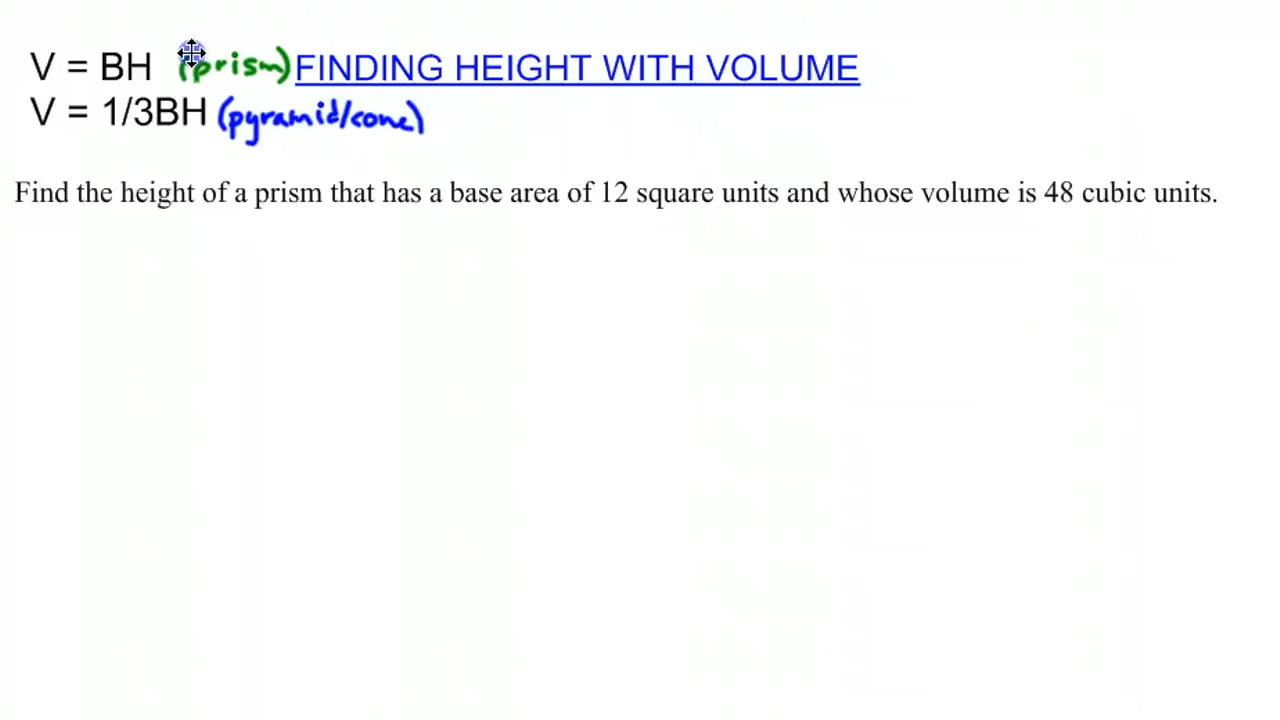 V = BH (prism) FINDING HEIGHT WITH VOLUME
V = 1/3BH (pyramid/cone)
Find the height of a prism that has a base area of 12 square units and whose volume is 48 cubic units.